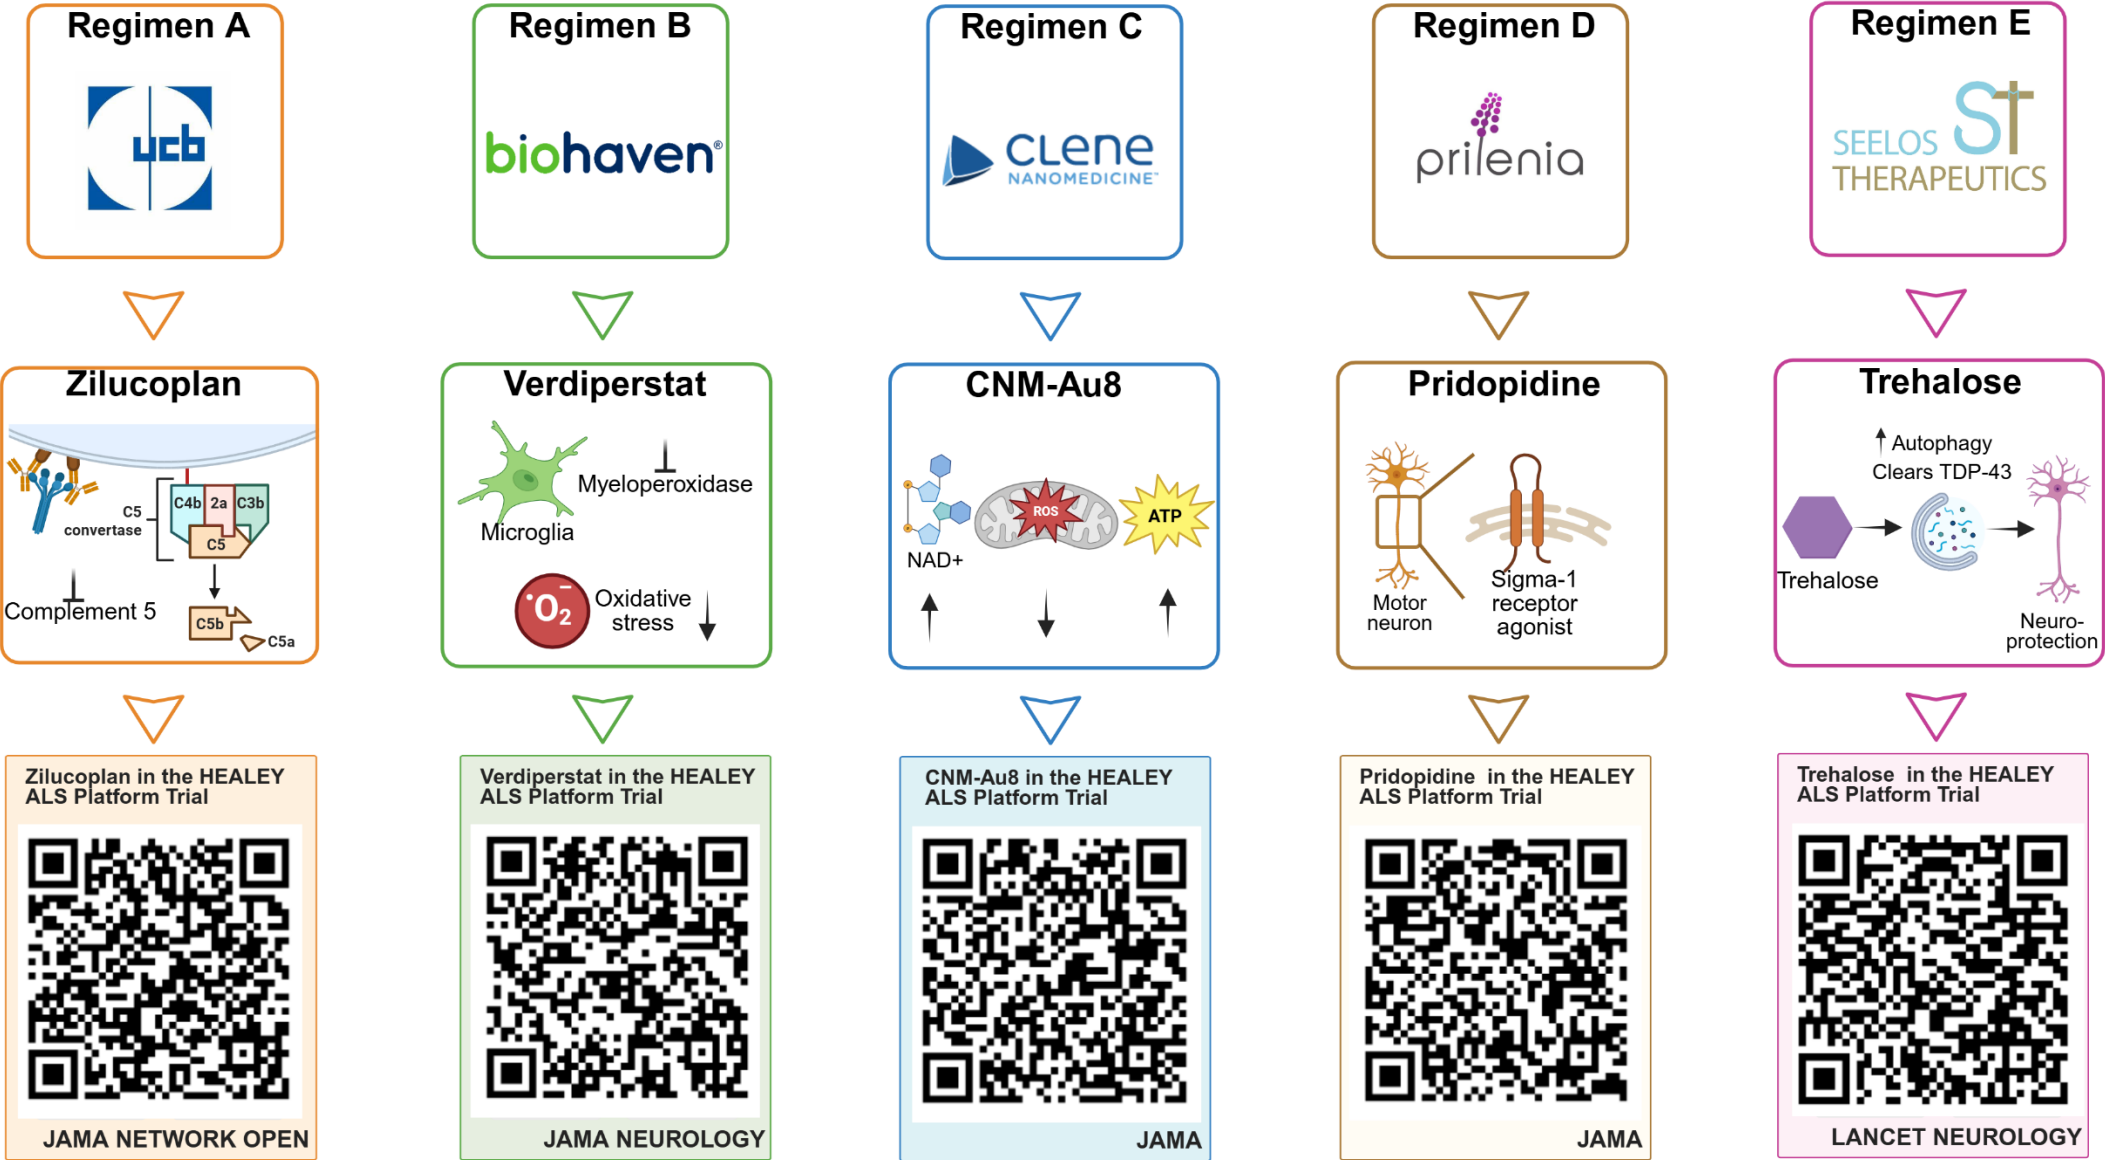 Regimen A
ucb
Regimen B
biohaven®
Regimen C
CLENE
NANOMEDICINE™
Regimen D
prilenia
Regimen E
ST
SEELOS
THERAPEUTICS
Zilucoplan
C5
convertase
C4b
2a
C3b
C5
Complement 5
C5b
C5a
Verdiperstat
Myeloperoxidase
Microglia
•O₂⁻
Oxidative
stress
CNM-Au8
NAD+
ROS
ATP
Pridopidine
Motor
neuron
Sigma-1
receptor
agonist
Trehalose
Autophagy
Clears TDP-43
Trehalose
Neuro-
protection
Zilucoplan in the HEALEY
ALS Platform Trial
JAMA NETWORK OPEN
Verdiperstat in the HEALEY
ALS Platform Trial
JAMA NEUROLOGY
CNM-Au8 in the HEALEY
ALS Platform Trial
JAMA
Pridopidine in the HEALEY
ALS Platform Trial
JAMA
Trehalose in the HEALEY
ALS Platform Trial
LANCET NEUROLOGY